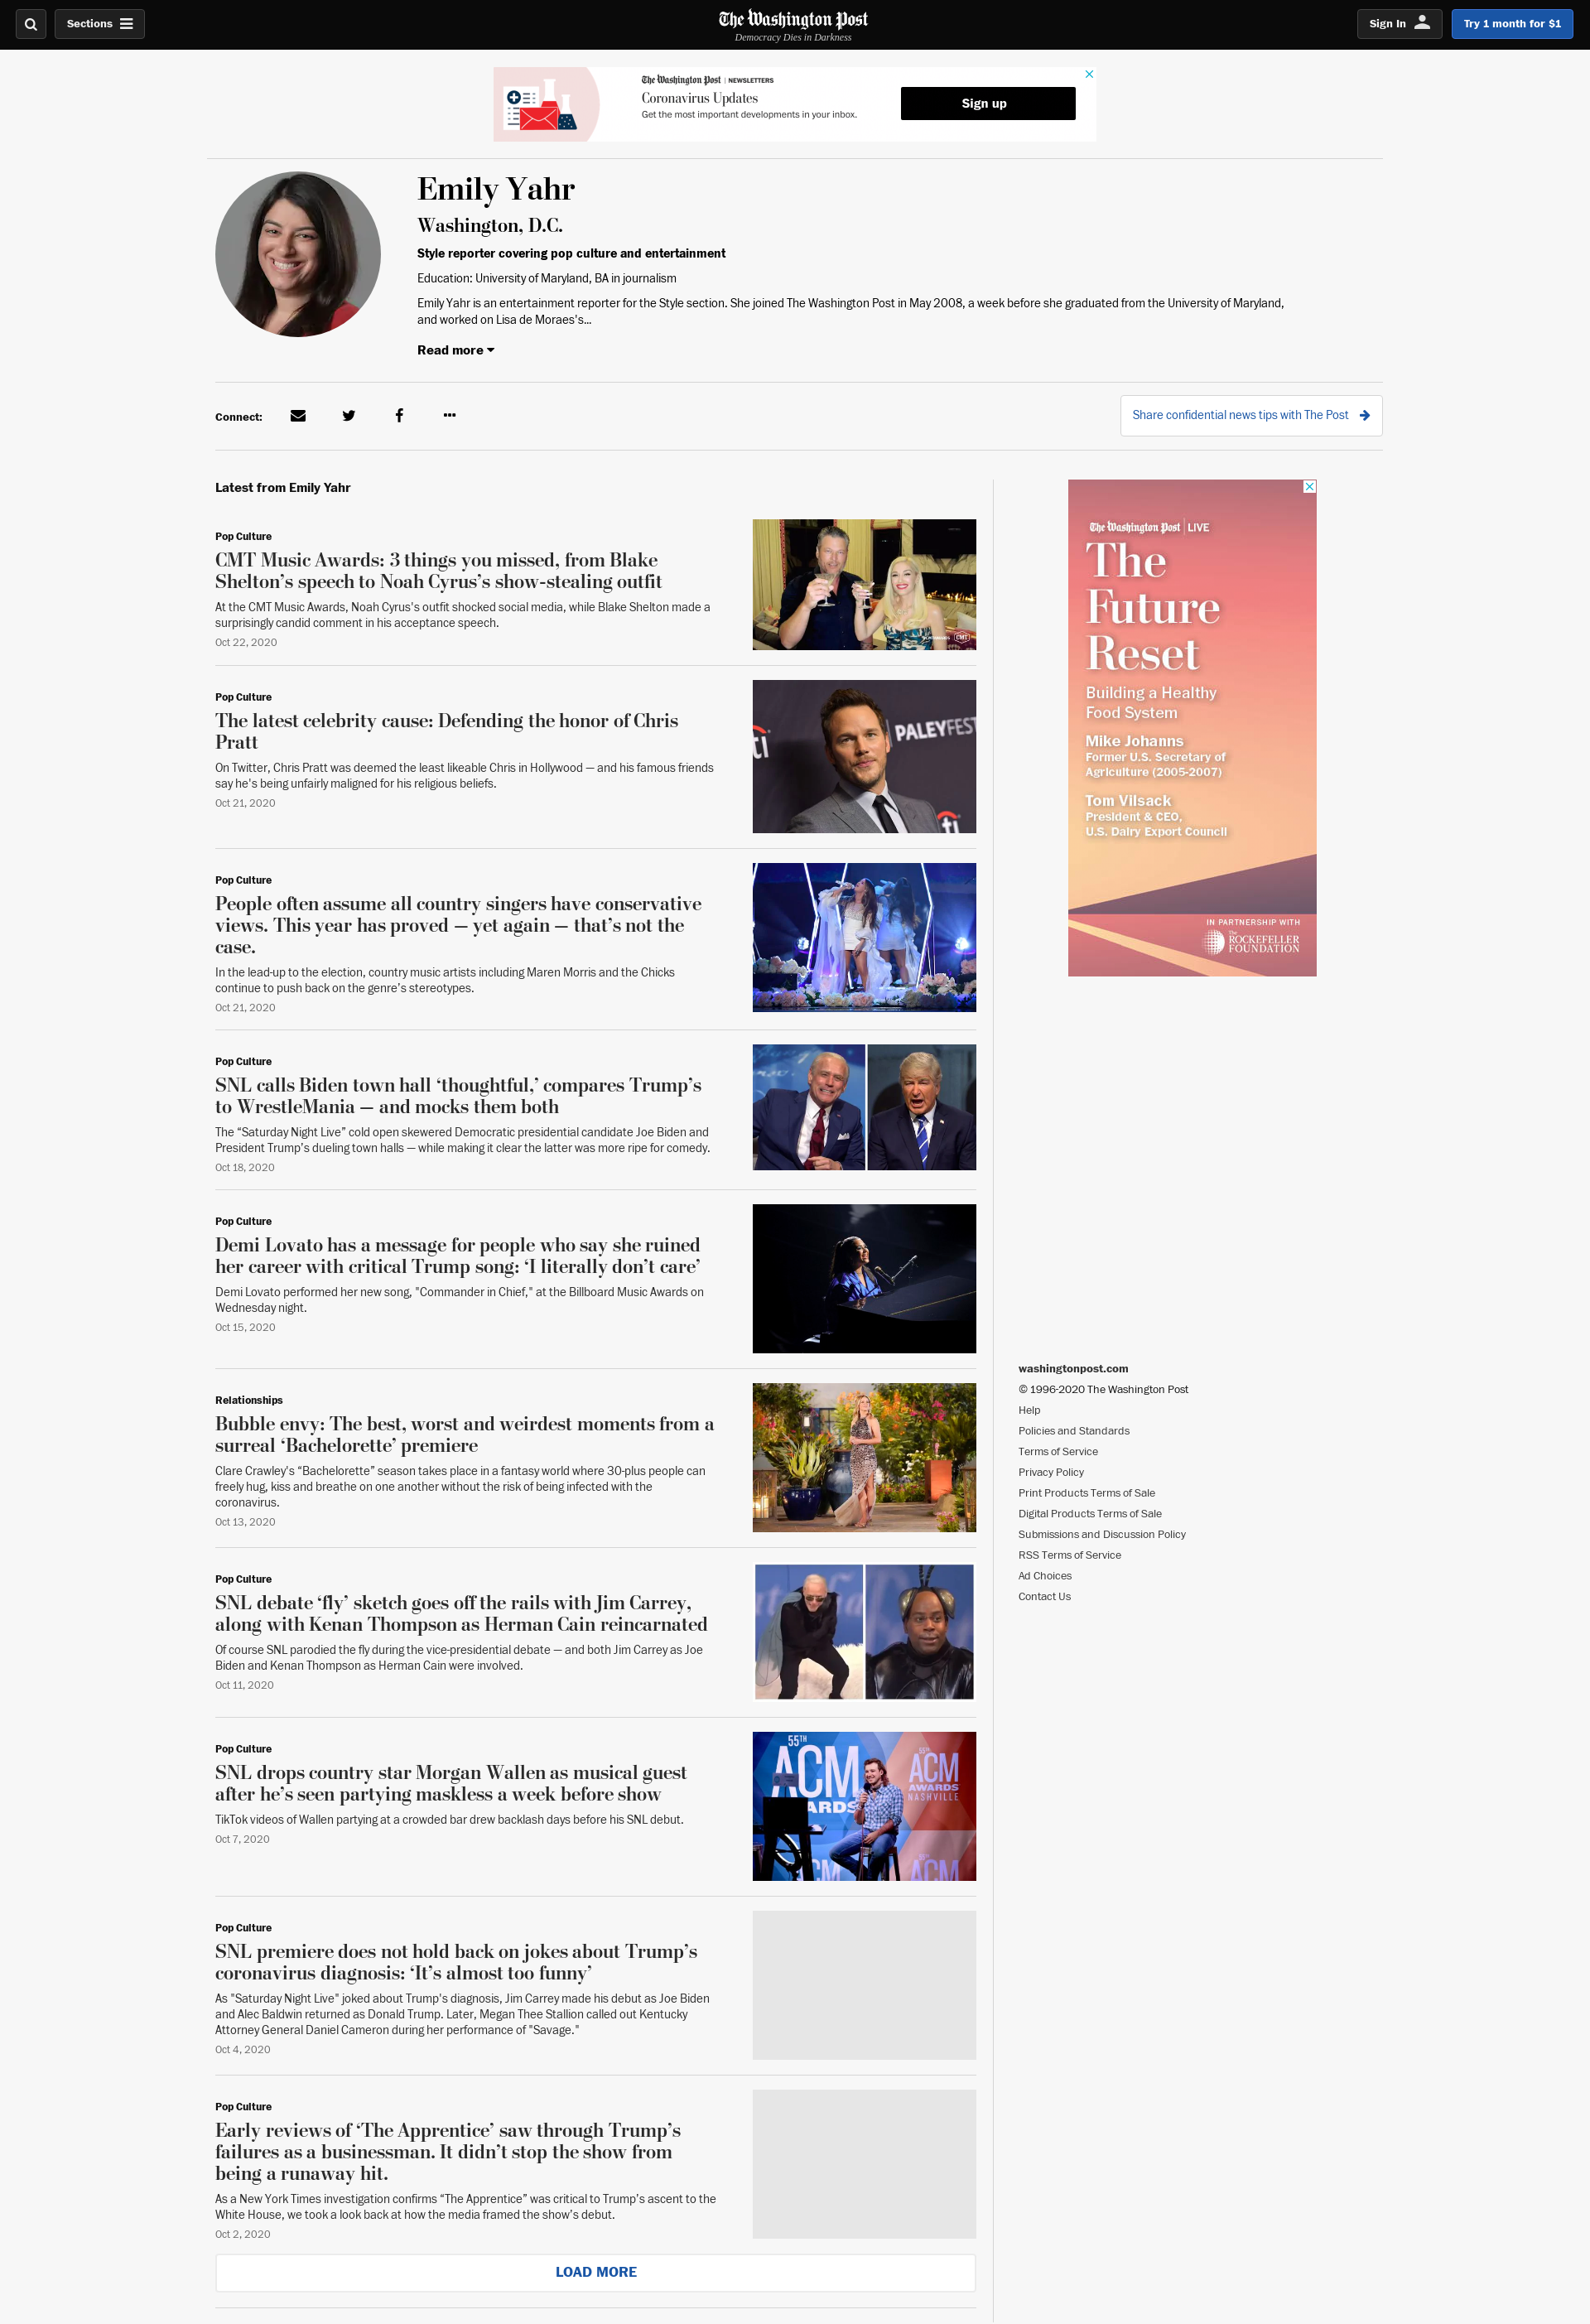 Sections
The Washington Post
Democracy Dies in Darkness
Sign In
Try 1 month for $1
The Washington Post | NEWSLETTERS
Coronavirus Updates
Get the most important developments in your inbox.
Sign up
Emily Yahr
Washington, D.C.
Style reporter covering pop culture and entertainment
Education: University of Maryland, BA in journalism
Emily Yahr is an entertainment reporter for the Style section. She joined The Washington Post in May 2008, a week before she graduated from the University of Maryland,
and worked on Lisa de Moraes's...
Read more
Connect:
Share confidential news tips with The Post
Latest from Emily Yahr
Pop Culture
CMT Music Awards: 3 things you missed, from Blake
Shelton’s speech to Noah Cyrus’s show-stealing outfit
At the CMT Music Awards, Noah Cyrus's outfit shocked social media, while Blake Shelton made a
surprisingly candid comment in his acceptance speech.
Oct 22, 2020
CMT
Pop Culture
The latest celebrity cause: Defending the honor of Chris
Pratt
On Twitter, Chris Pratt was deemed the least likeable Chris in Hollywood — and his famous friends
say he's being unfairly maligned for his religious beliefs.
Oct 21, 2020
citi
PALEYFEST
citi
Pop Culture
People often assume all country singers have conservative
views. This year has proved — yet again — that’s not the
case.
In the lead-up to the election, country music artists including Maren Morris and the Chicks
continue to push back on the genre’s stereotypes.
Oct 21, 2020
Pop Culture
SNL calls Biden town hall ‘thoughtful,’ compares Trump’s
to WrestleMania — and mocks them both
The “Saturday Night Live” cold open skewered Democratic presidential candidate Joe Biden and
President Trump’s dueling town halls — while making it clear the latter was more ripe for comedy.
Oct 18, 2020
Pop Culture
Demi Lovato has a message for people who say she ruined
her career with critical Trump song: ‘I literally don’t care’
Demi Lovato performed her new song, "Commander in Chief," at the Billboard Music Awards on
Wednesday night.
Oct 15, 2020
Relationships
Bubble envy: The best, worst and weirdest moments from a
surreal ‘Bachelorette’ premiere
Clare Crawley's “Bachelorette” season takes place in a fantasy world where 30-plus people can
freely hug, kiss and breathe on one another without the risk of being infected with the
coronavirus.
Oct 13, 2020
Pop Culture
SNL debate ‘fly’ sketch goes off the rails with Jim Carrey,
along with Kenan Thompson as Herman Cain reincarnated
Of course SNL parodied the fly during the vice-presidential debate — and both Jim Carrey as Joe
Biden and Kenan Thompson as Herman Cain were involved.
Oct 11, 2020
Pop Culture
SNL drops country star Morgan Wallen as musical guest
after he’s seen partying maskless a week before show
TikTok videos of Wallen partying at a crowded bar drew backlash days before his SNL debut.
Oct 7, 2020
55TH
ACM
ARDS
55TH
ACM
AWARDS
NASHVILLE
ACM
ACM
Pop Culture
SNL premiere does not hold back on jokes about Trump’s
coronavirus diagnosis: ‘It’s almost too funny’
As "Saturday Night Live" joked about Trump's diagnosis, Jim Carrey made his debut as Joe Biden
and Alec Baldwin returned as Donald Trump. Later, Megan Thee Stallion called out Kentucky
Attorney General Daniel Cameron during her performance of "Savage."
Oct 4, 2020
Pop Culture
Early reviews of ‘The Apprentice’ saw through Trump’s
failures as a businessman. It didn’t stop the show from
being a runaway hit.
As a New York Times investigation confirms “The Apprentice” was critical to Trump’s ascent to the
White House, we took a look back at how the media framed the show’s debut.
Oct 2, 2020
LOAD MORE
The Washington Post | LIVE
The
Future
Reset
Building a Healthy
Food System
Mike Johanns
Former U.S. Secretary of
Agriculture (2005-2007)
Tom Vilsack
President & CEO,
U.S. Dairy Export Council
IN PARTNERSHIP WITH
The
ROCKEFELLER
FOUNDATION
washingtonpost.com
© 1996-2020 The Washington Post
Help
Policies and Standards
Terms of Service
Privacy Policy
Print Products Terms of Sale
Digital Products Terms of Sale
Submissions and Discussion Policy
RSS Terms of Service
Ad Choices
Contact Us